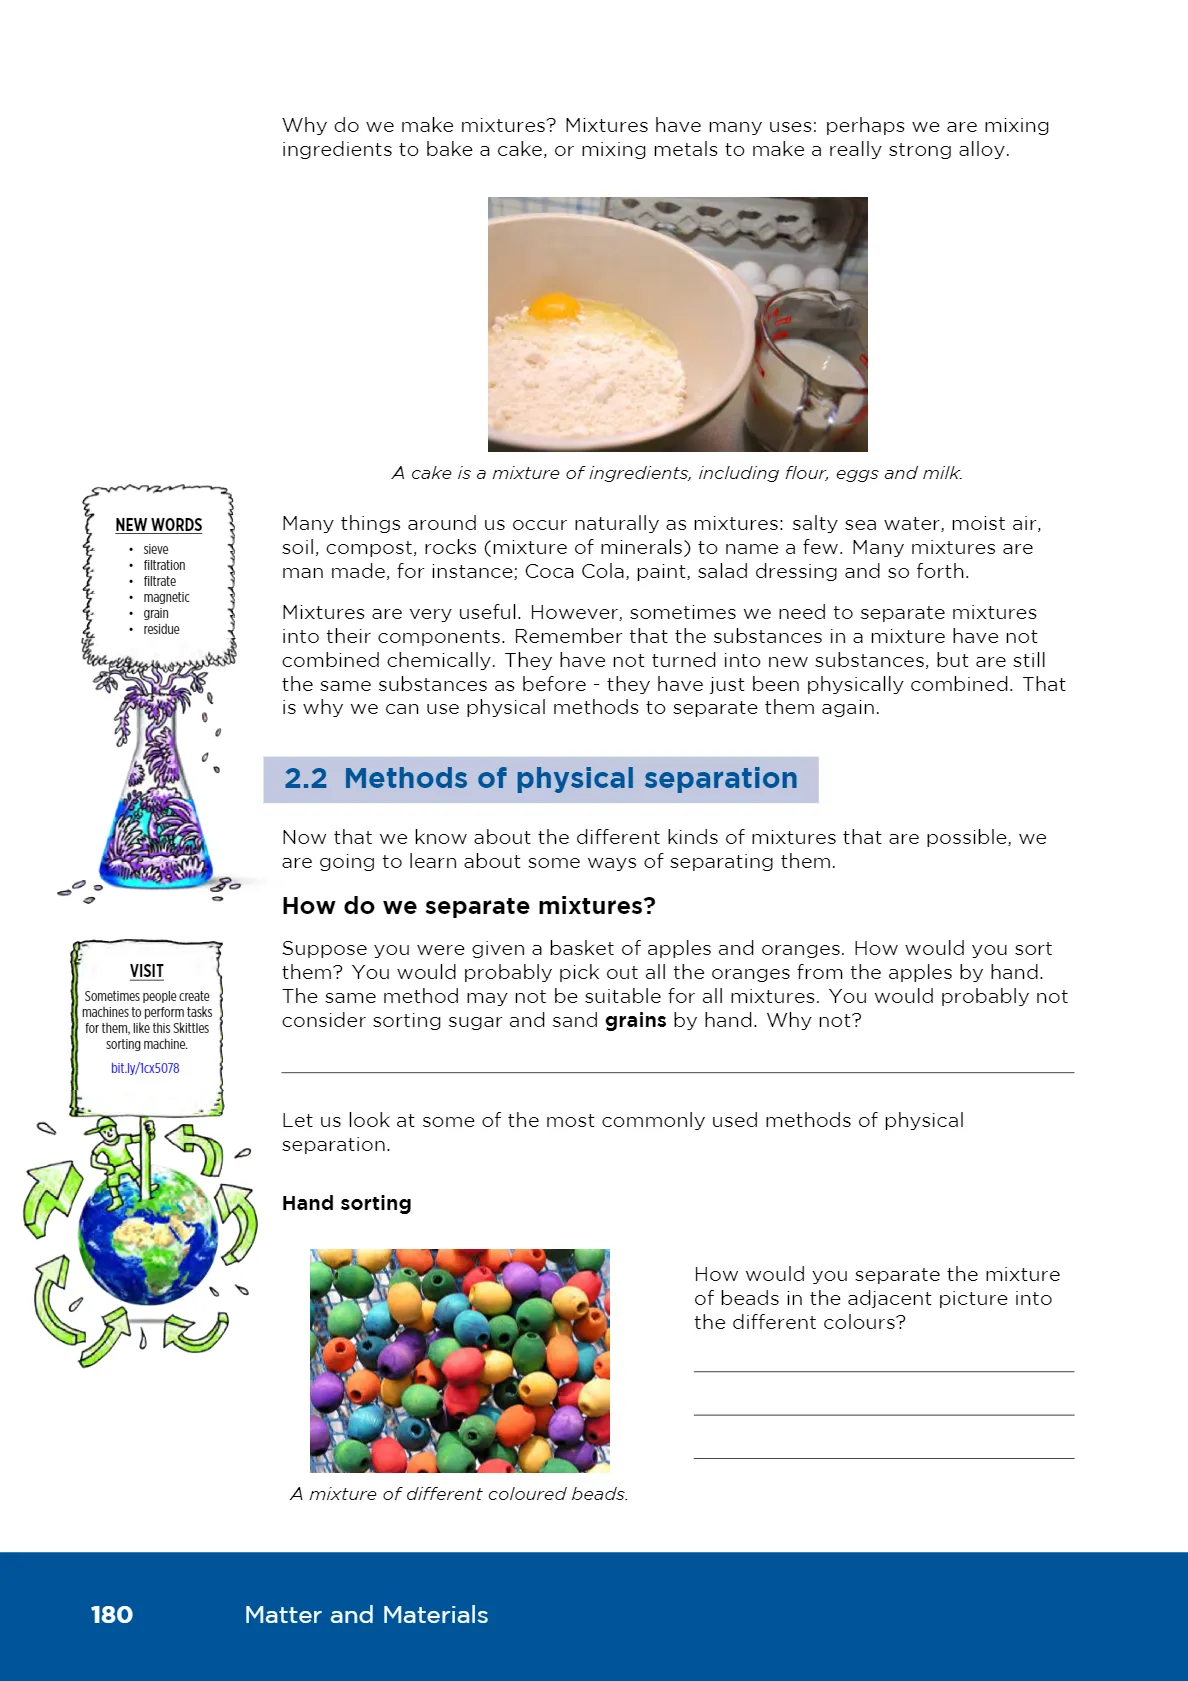 Why do we make mixtures? Mixtures have many uses: perhaps we are mixing
ingredients to bake a cake, or mixing metals to make a really strong alloy.
A cake is a mixture of ingredients, including flour, eggs and milk.
NEW WORDS
• sieve
• filtration
• filtrate
• magnetic
• grain
• residue
Many things around us occur naturally as mixtures: salty sea water, moist air,
soil, compost, rocks (mixture of minerals) to name a few. Many mixtures are
man made, for instance; Coca Cola, paint, salad dressing and so forth.
Mixtures are very useful. However, sometimes we need to separate mixtures
into their components. Remember that the substances in a mixture have not
combined chemically. They have not turned into new substances, but are still
the same substances as before - they have just been physically combined. That
is why we can use physical methods to separate them again.
2.2 Methods of physical separation
Now that we know about the different kinds of mixtures that are possible, we
are going to learn about some ways of separating them.
How do we separate mixtures?
VISIT
Sometimes people create
machines to perform tasks
for them, like this Skittles
sorting machine.
bit.ly/1cx5078
Suppose you were given a basket of apples and oranges. How would you sort
them? You would probably pick out all the oranges from the apples by hand.
The same method may not be suitable for all mixtures. You would probably not
consider sorting sugar and sand grains by hand. Why not?
Let us look at some of the most commonly used methods of physical
separation.
Hand sorting
How would you separate the mixture
of beads in the adjacent picture into
the different colours?
A mixture of different coloured beads.
180 Matter and Materials